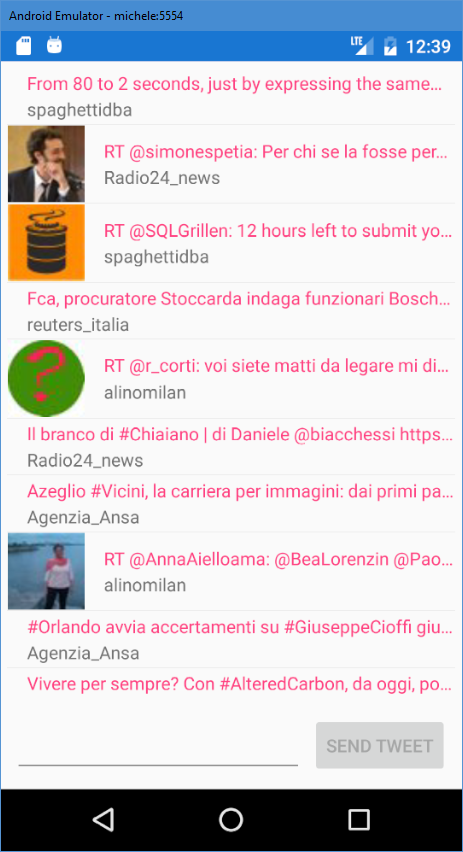 Android Emulator - michele:5554
LTE 12:39
From 80 to 2 seconds, just by expressing the same...
spaghettidba
RT @simonespetia: Per chi se la fosse per...
Radio24_news
RT @SQLGrillen: 12 hours left to submit yo...
spaghettidba
Fca, procuratore Stoccarda indaga funzionari Bosch...
reuters_italia
?
RT @r_corti: voi siete matti da legare mi di...
alinomilan
Il branco di #Chiaiano | di Daniele @biacchessi https...
Radio24_news
Azeglio #Vicini, la carriera per immagini: dai primi pa...
Agenzia_Ansa
RT @AnnaAielloama: @BeaLorenzin @Pao...
alinomilan
#Orlando avvia accertamenti su #GiuseppeCioffi giu...
Agenzia_Ansa
Vivere per sempre? Con #AlteredCarbon, da oggi, po...
SEND TWEET